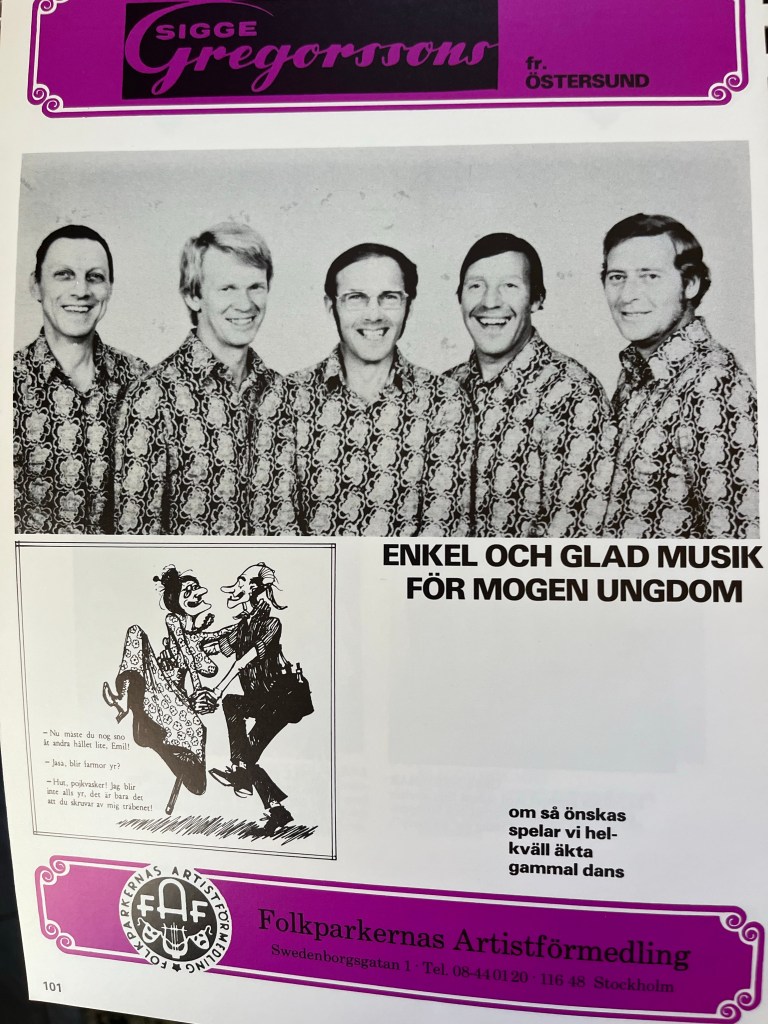 SIGGE
Gregorssons
fr.
ÖSTERSUND
ENKEL OCH GLAD MUSIK
FÖR MOGEN UNGDOM
– Nu måste du nog sno
åt andra hållet lite, Emil!
– Jasa, blir farmor yr?
– Hut, pojkvasker! Jag blir
inte alls yr, det är bara det
att du skruvar av mig träbenet!
om så önskas
spelar vi hel-
kväll äkta
gammal dans
FOLKPARKERNAS ARTISTFÖRMEDLING
FAF
Folkparkernas Artistförmedling
Swedenborgsgatan 1 · Tel. 08-44 01 20 · 116 48 Stockholm
101